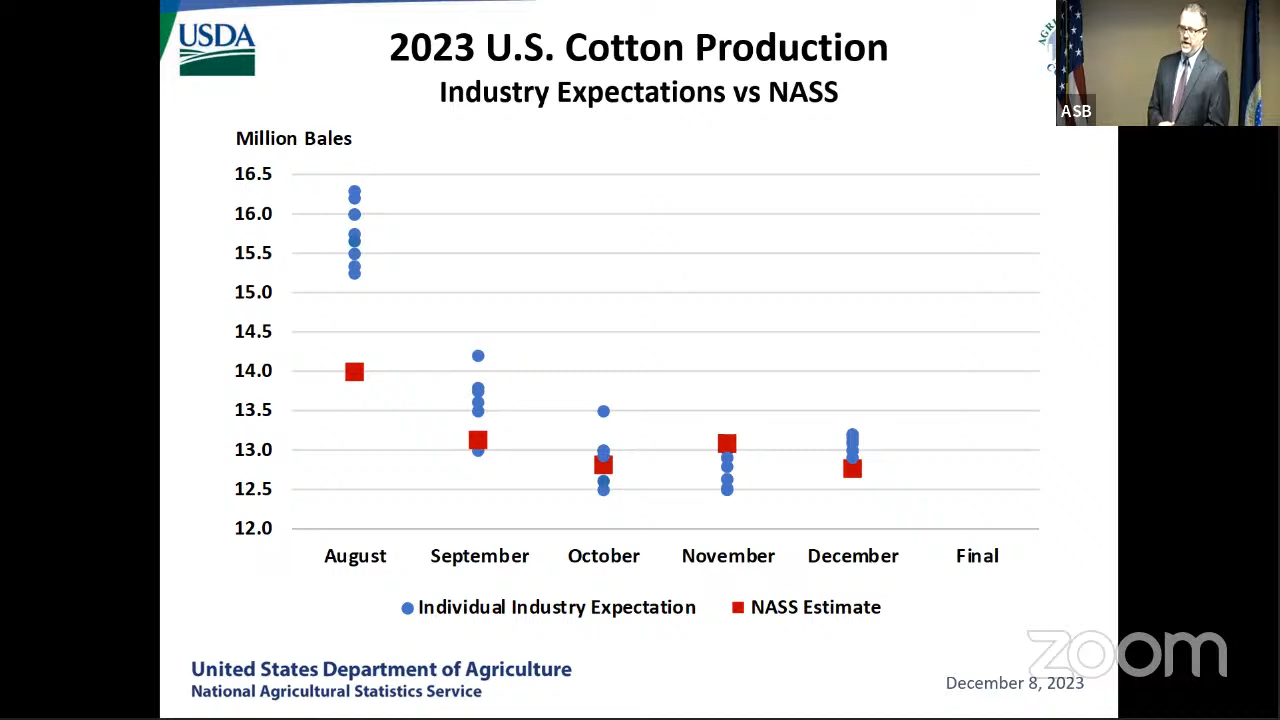 USDA
2023 U.S. Cotton Production
Industry Expectations vs NASS
ASB
Million Bales
16.5
16.0
15.5
15.0
14.5
14.0
13.5
13.0
12.5
12.0
August September October November December Final
Individual Industry Expectation NASS Estimate
United States Department of Agriculture
National Agricultural Statistics Service
zoom
December 8, 2023